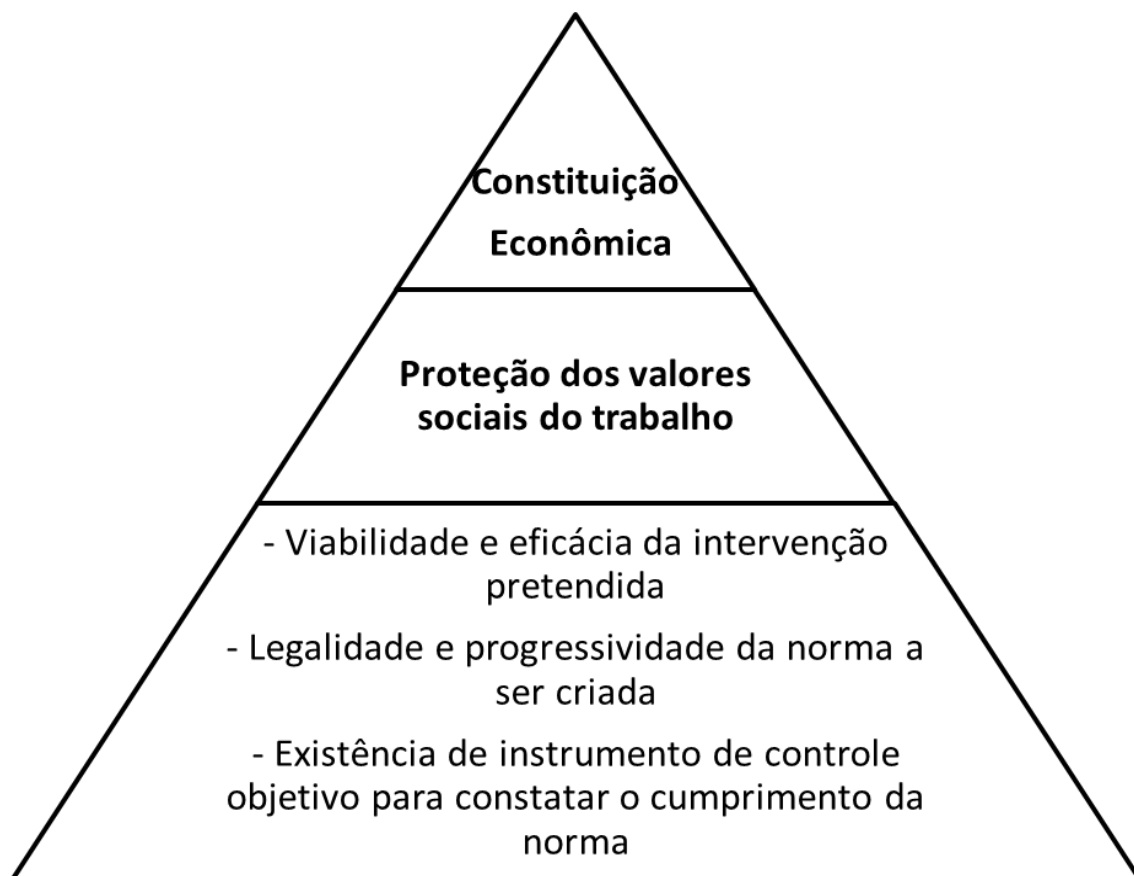 Constituição
Econômica
Proteção dos valores
sociais do trabalho
- Viabilidade e eficácia da intervenção
pretendida
- Legalidade e progressividade da norma a
ser criada
- Existência de instrumento de controle
objetivo para constatar o cumprimento da
norma